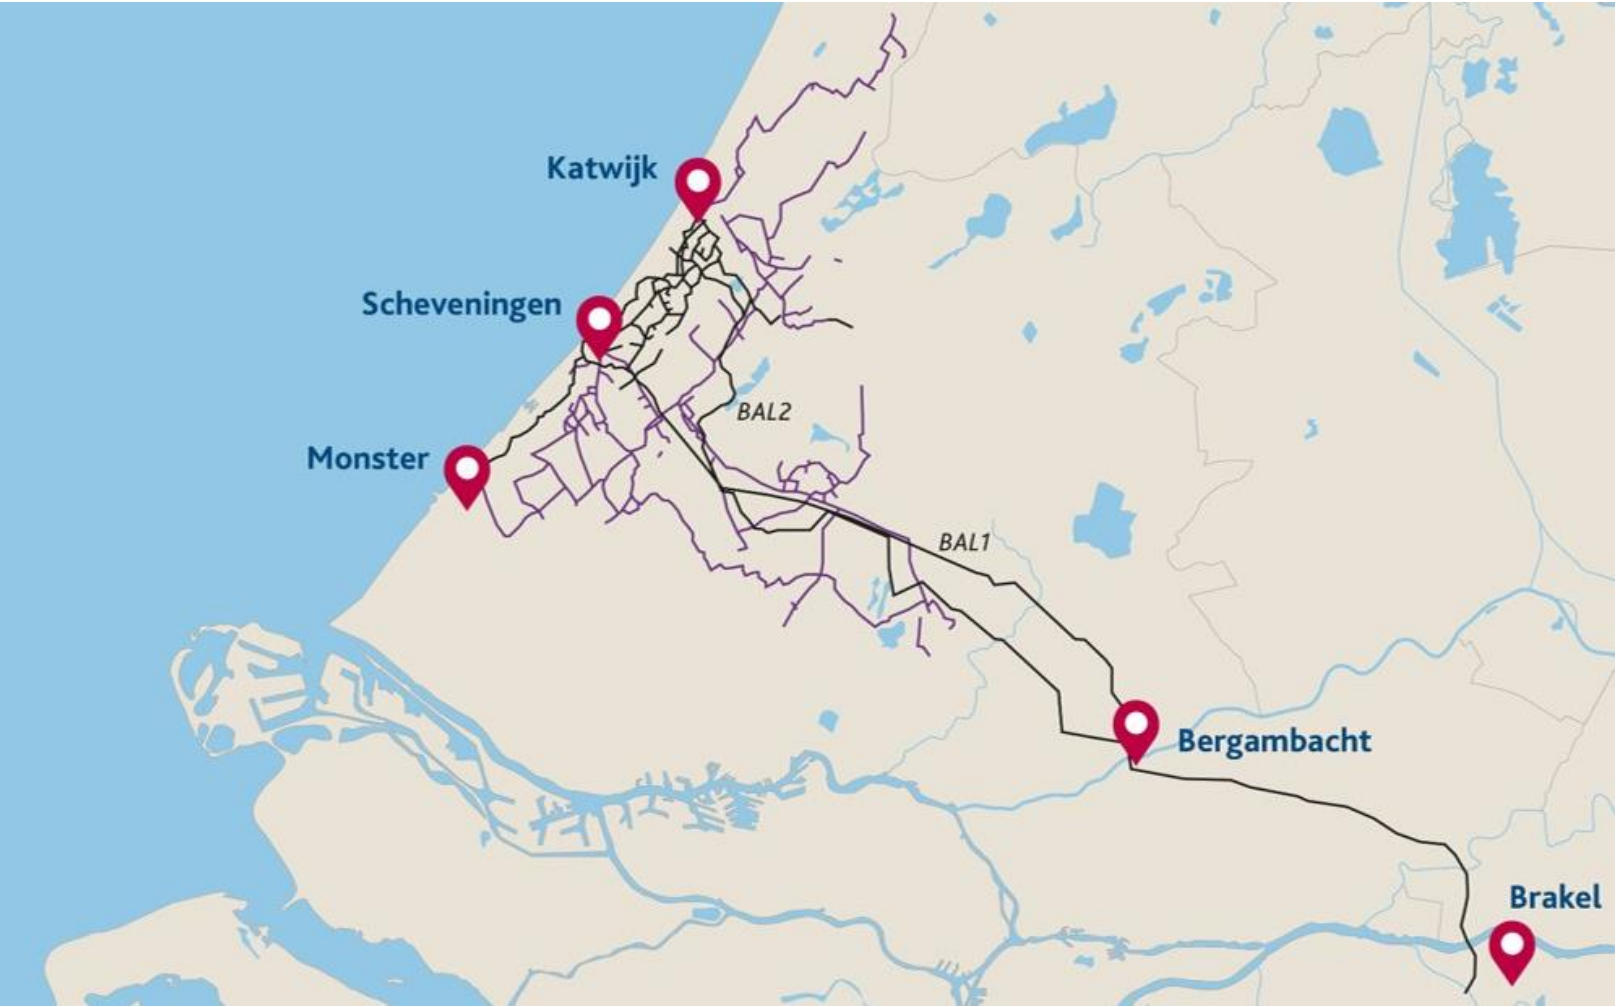 Katwijk
Scheveningen
BAL2
Monster
BAL1
Bergambacht
Brakel